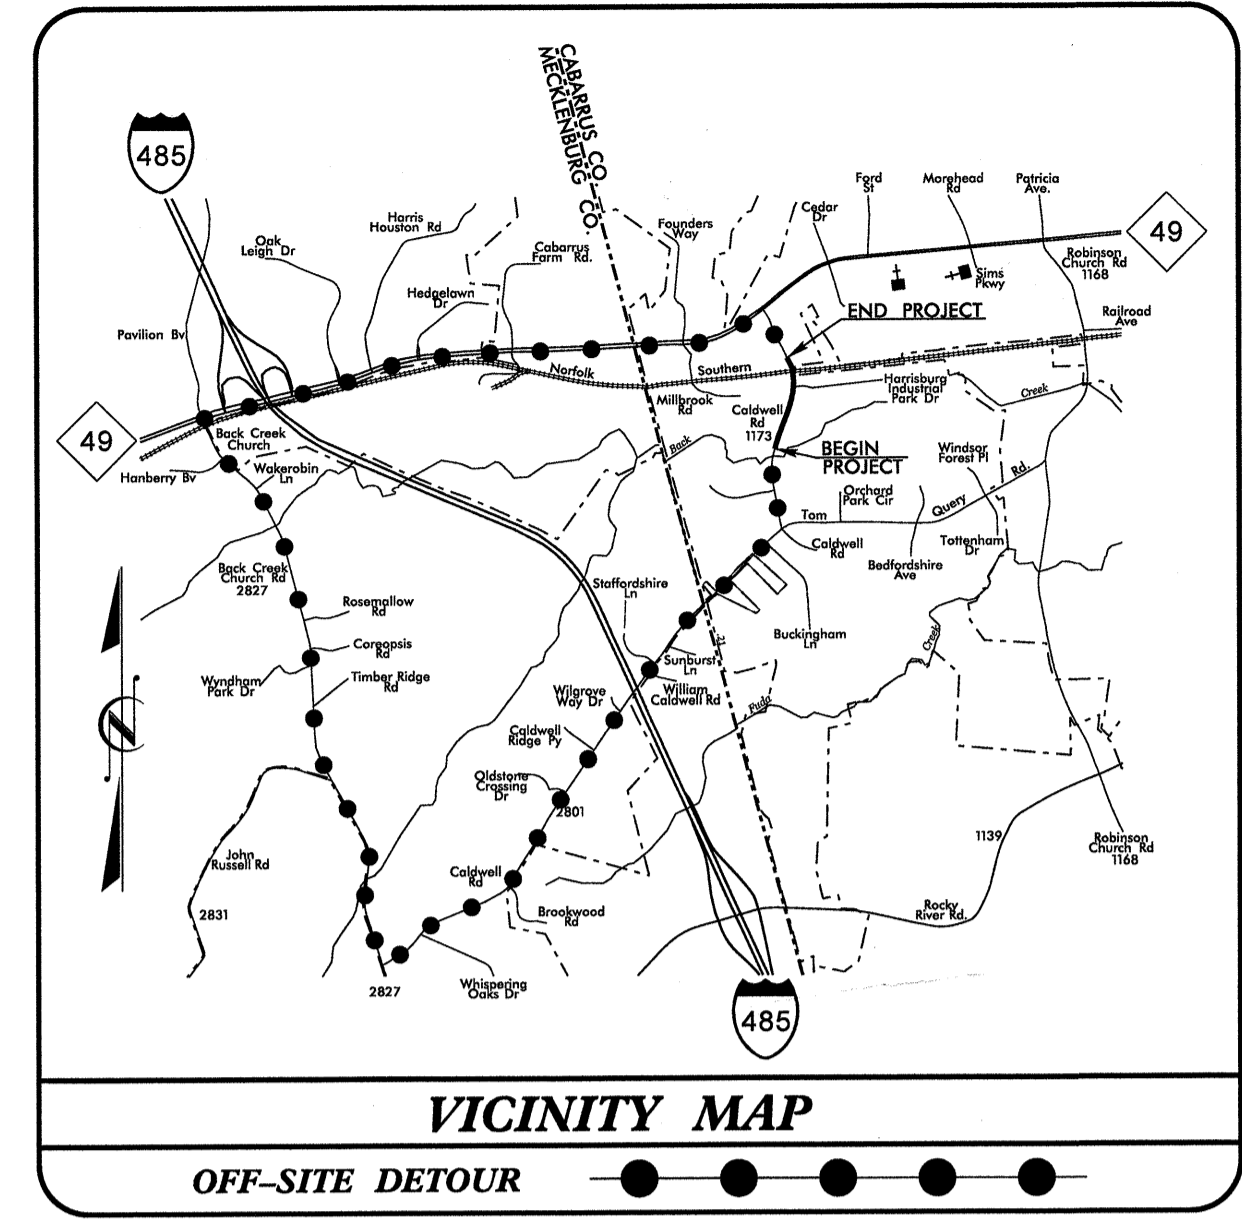 CABARRUS CO.
MECKLENBURG CO.
485
Ford
St
Morehead
Rd
Patricia
Ave.
Cedar
Dr
Harris
Houston Rd
Founders
Way
49
Oak
Leigh Dr
Cabarrus
Farm Rd.
Robinson
Church Rd
1168
Sims
Pkwy
Hedgelawn
Dr
END PROJECT
Railroad
Ave
Pavilion Bv
Norfolk
Southern
Harrisburg
Industrial
Park Dr
Creek
Millbrook
Rd
Caldwell
Rd
1173
49
Back Creek
Church
Back
BEGIN
PROJECT
Windsor
Forest Pl
Hanberry Bv
Wakerobin
Ln
Rd.
Orchard
Park Cir
Query
Tom
Caldwell
Rd
Tottenham
Dr
Bedfordshire
Ave
Back Creek
Church Rd
2827
Staffordshire
Ln
Rosemallow
Rd
Buckingham
Ln
21
Creek
Coreopsis
Rd
Sunburst
Ln
Wyndham
Park Dr
Timber Ridge
Rd
William
Caldwell Rd
Wilgrove
Way Dr
Fuda
N
Caldwell
Ridge Py
Oldstone
Crossing
Dr
2801
1139
Robinson
Church Rd
1168
John
Russell Rd
Caldwell
Rd
2831
Brookwood
Rd
Rocky
River Rd.
Whispering
Oaks Dr
2827
485
VICINITY MAP
OFF-SITE DETOUR